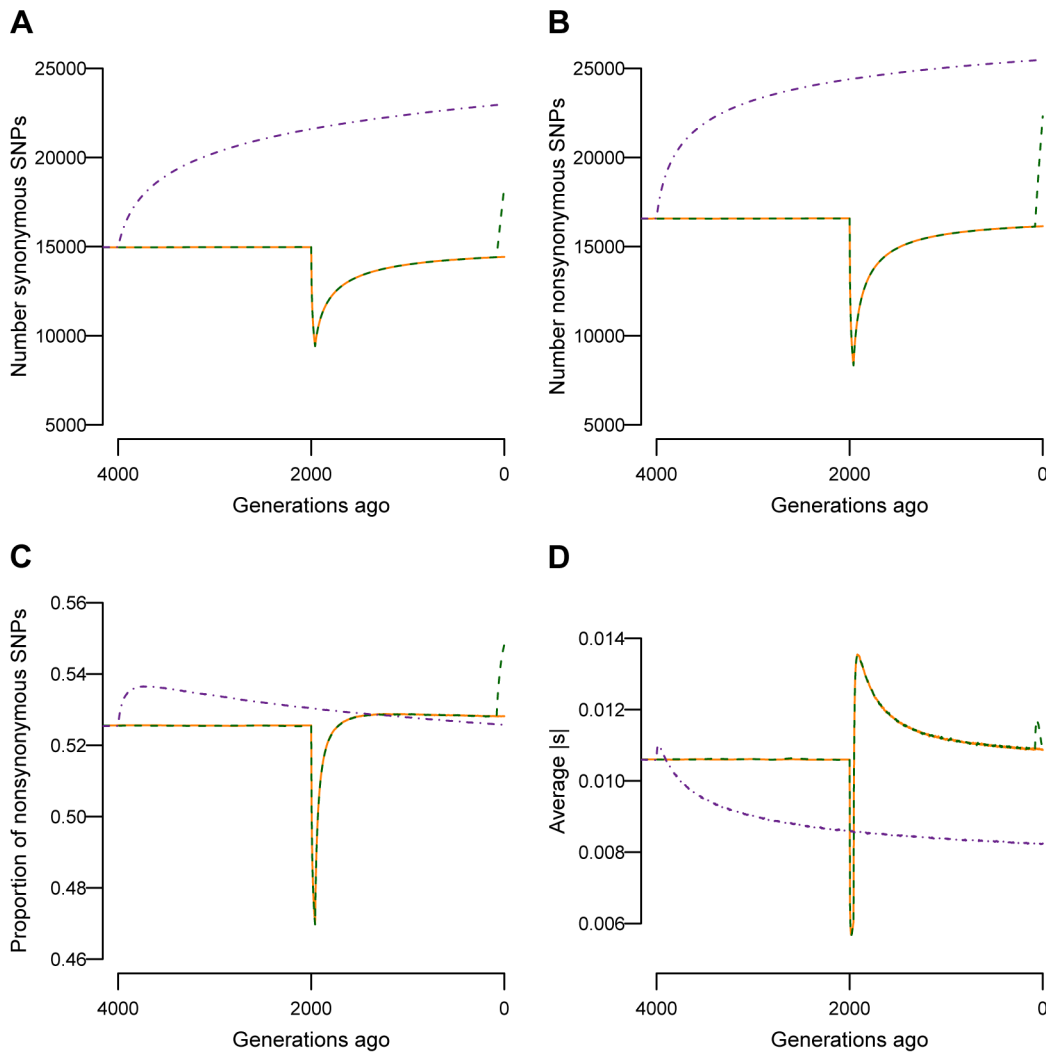 A
Number synonymous SNPs
25000
20000
15000
10000
5000
4000 2000 0
Generations ago
B
Number nonsynonymous SNPs
25000
20000
15000
10000
5000
4000 2000 0
Generations ago
C
Proportion of nonsynonymous SNPs
0.56
0.54
0.52
0.50
0.48
0.46
4000 2000 0
Generations ago
D
Average |s|
0.014
0.012
0.010
0.008
0.006
4000 2000 0
Generations ago